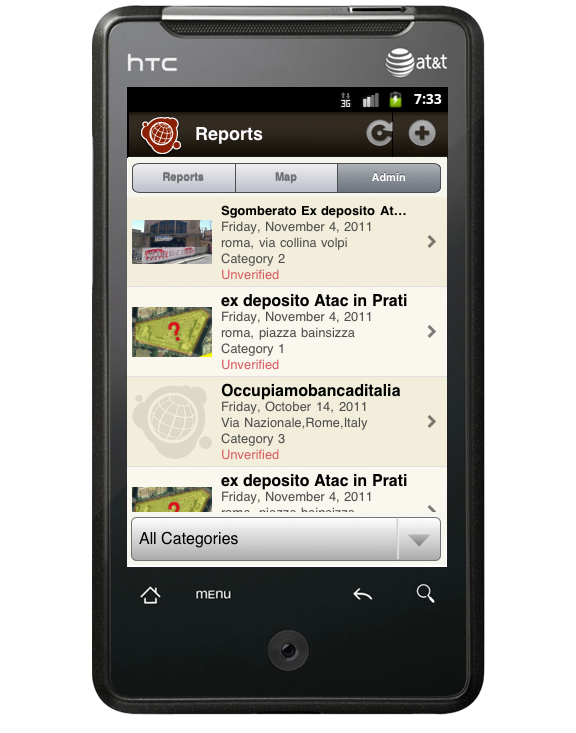 hTC
at&t
3G
7:33
Reports
Reports
Map
Admin
Sgomberato Ex deposito At...
Friday, November 4, 2011
roma, via collina volpi
Category 2
Unverified
ex deposito Atac in Prati
Friday, November 4, 2011
roma, piazza bainsizza
Category 1
Unverified
Occupiamobancaditalia
Friday, October 14, 2011
Via Nazionale,Rome,Italy
Category 3
Unverified
ex deposito Atac in Prati
Friday, November 4, 2011
roma, piazza bainsizza
All Categories
MENU